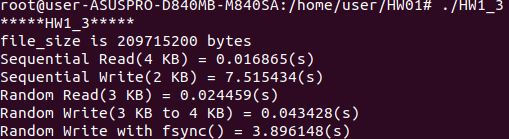 root@user-ASUSPRO-D840MB-M840SA:/home/user/HW01# ./HW1_3
*****HW1_3*****
file_size is 209715200 bytes
Sequential Read(4 KB) = 0.016865(s)
Sequential Write(2 KB) = 7.515434(s)
Random Read(3 KB) = 0.024459(s)
Random Write(3 KB to 4 KB) = 0.043428(s)
Random Write with fsync() = 3.896148(s)